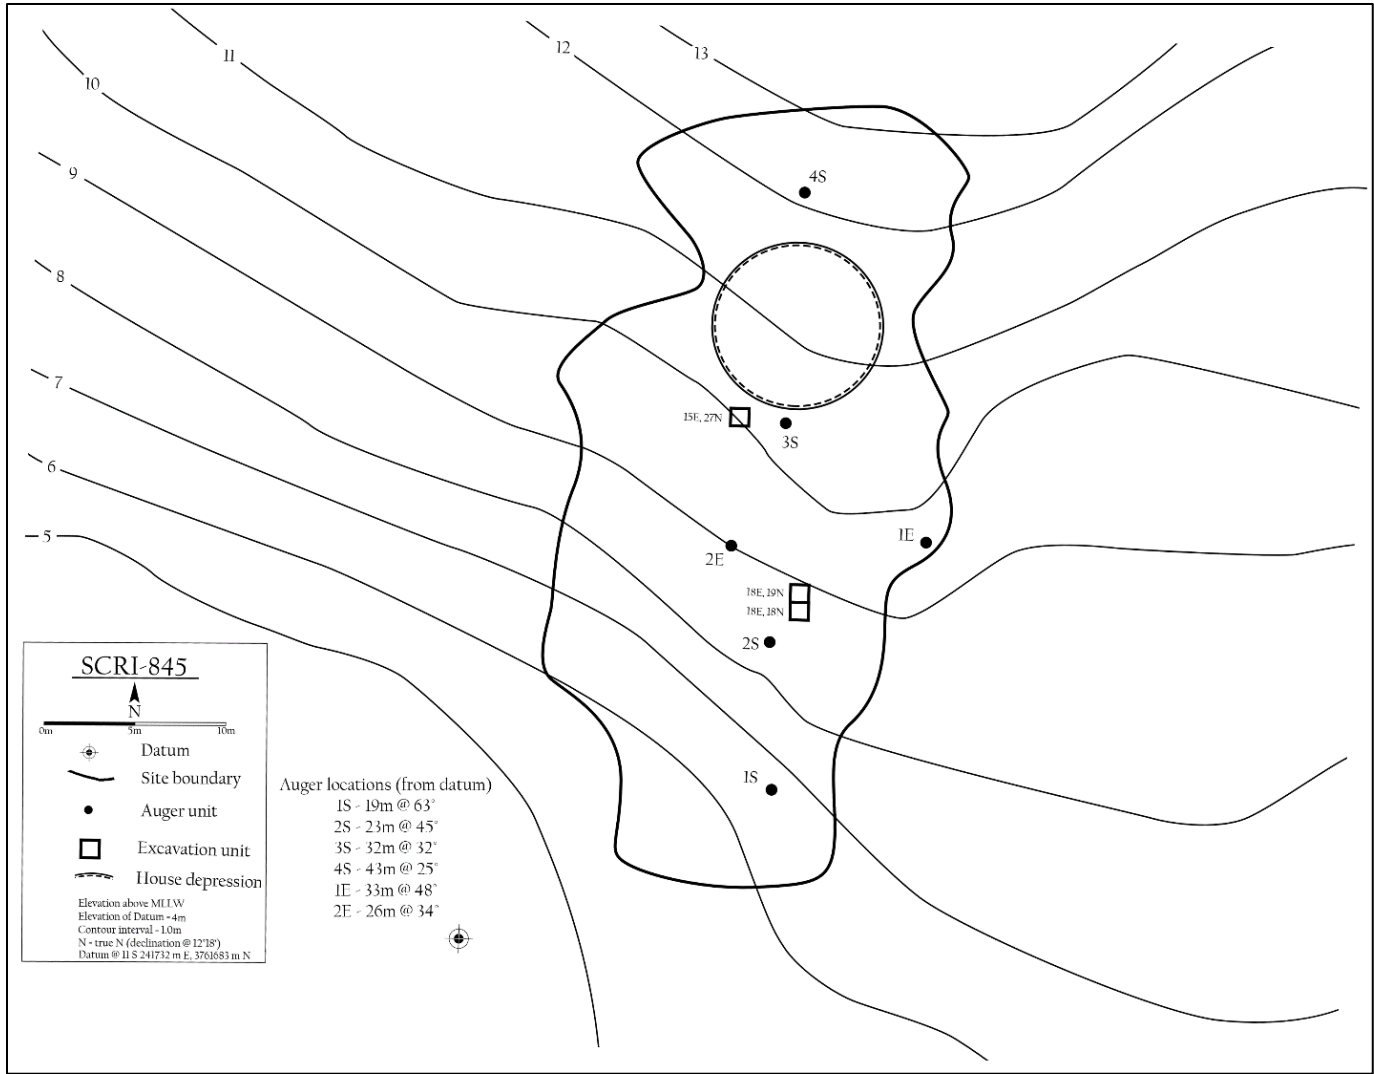 11
12
13
10
9
4S
8
7
15E, 27N
3S
6
5
1E
2E
18E, 19N
18E, 18N
2S
1S
SCRI-845
N
0m 5m 10m
Datum
Site boundary
Auger unit
Excavation unit
House depression
Elevation above MLLW
Elevation of Datum - 4m
Contour interval - 1.0m
N - true N (declination @ 12°18')
Datum @ 11 S 241732 m E, 3761683 m N
Auger locations (from datum)
1S - 19m @ 63°
2S - 23m @ 45°
3S - 32m @ 32°
4S - 43m @ 25°
1E - 33m @ 48°
2E - 26m @ 34°